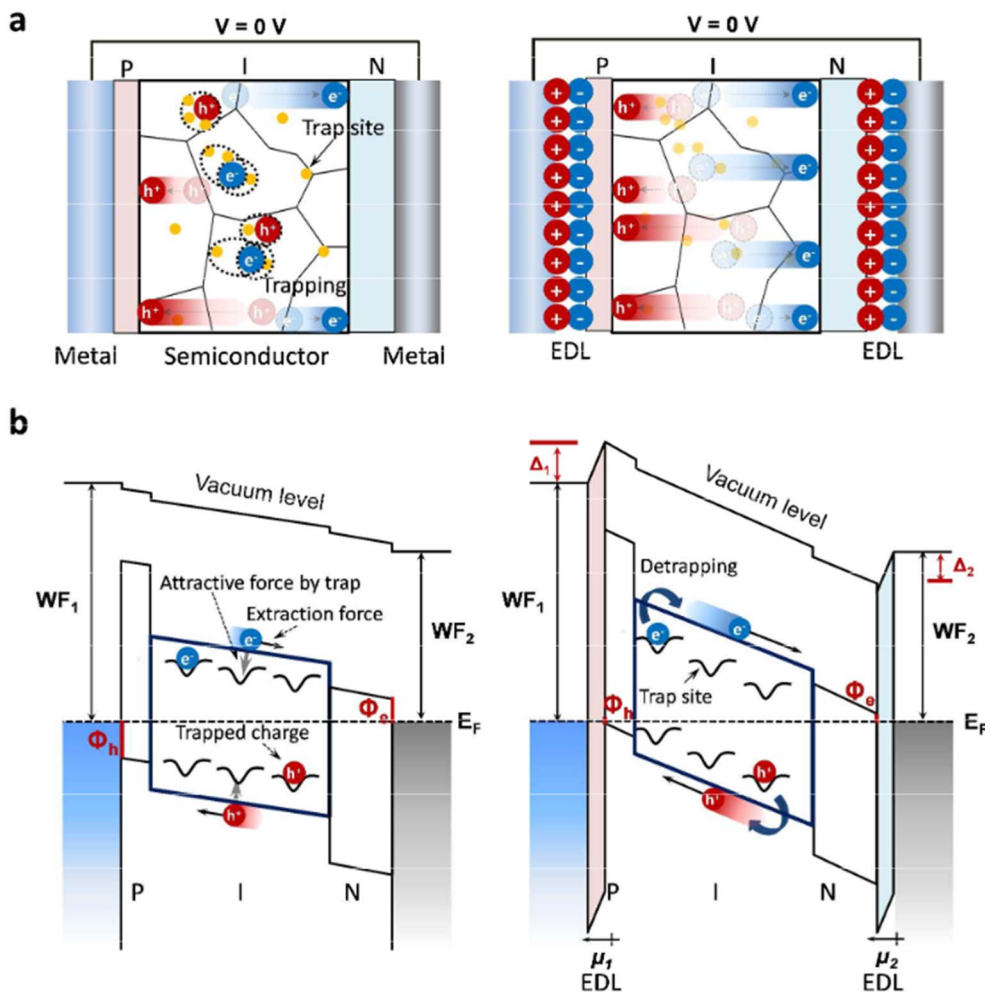 a
V = 0 V
P I N
h⁺ e⁻ e⁻
Trap site
e⁻
h⁺ h⁺
h⁺
e⁻
Trapping
h⁺ h⁺ e⁻ e⁻
Metal Semiconductor Metal
V = 0 V
P I N
+ - h⁺ h⁺ e⁻ e⁻ + -
+ - + -
+ - e⁻ e⁻ + -
+ - h⁺ h⁺ + -
+ - h⁺ h⁺ + -
+ - e⁻ e⁻ + -
+ - + -
+ - h⁺ h⁺ e⁻ e⁻ + -
+ - + -
EDL EDL
b
Vacuum level
WF₁
Attractive force by trap
Extraction force
e⁻
e⁻
WF₂
Φe
Φh
Trapped charge
h⁺
h⁺
P I N
Δ₁
Vacuum level
Detrapping
Δ₂
WF₁
e⁻
e⁻
WF₂
Trap site
Φe
Φh
E_F
h⁺
h⁺
P I N
μ₁ μ₂
EDL EDL